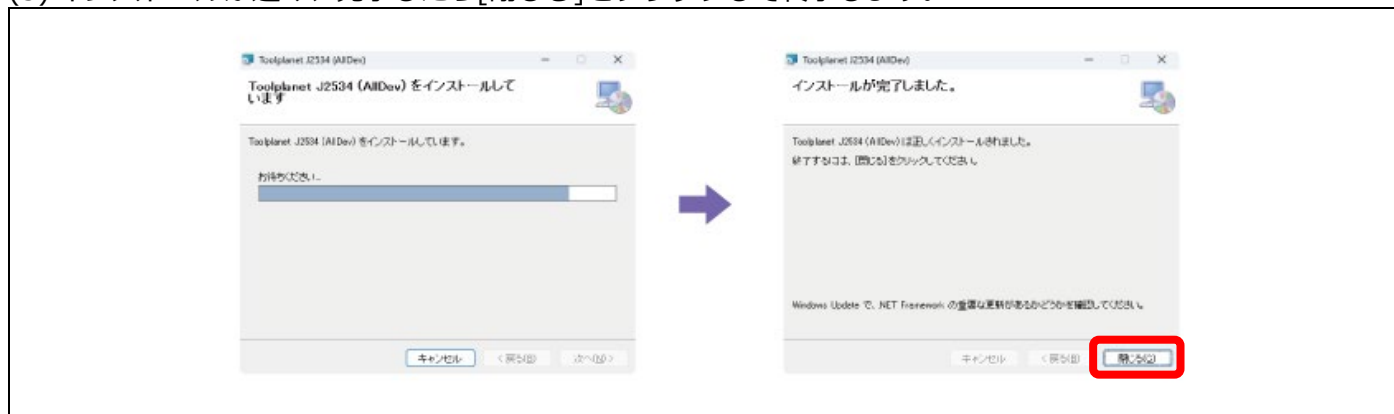 Toolplanet J2534 (AllDev)
Toolplanet J2534 (AllDev) をインストールして
います
Toolplanet J2534 (AllDev) をインストールしています。
お待ちください...
キャンセル
< 戻る(B)
次へ(N) >
Toolplanet J2534 (AllDev)
インストールが完了しました。
Toolplanet J2534 (AllDev) は正しくインストールされました。
終了するには、[閉じる]をクリックしてください。
Windows Update で、.NET Framework の重要な更新があるかどうかを確認してください。
キャンセル
< 戻る(B)
閉じる(C)